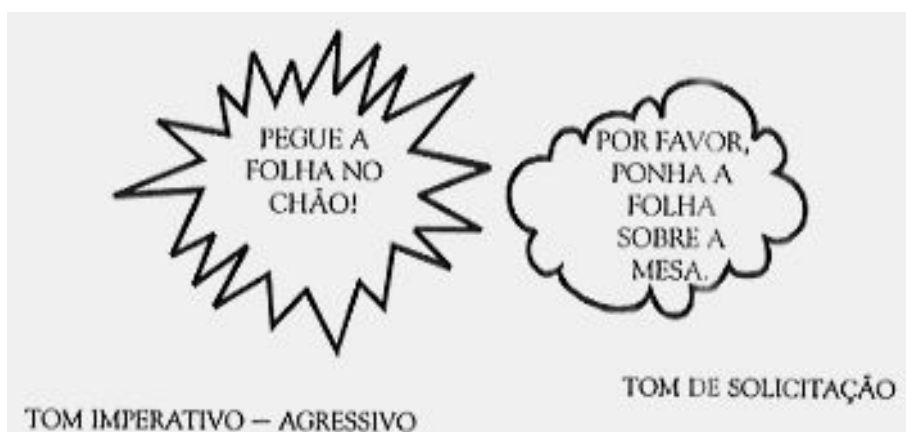 PEGUE A
FOLHA NO
CHÃO!
POR FAVOR,
PONHA A
FOLHA
SOBRE A
MESA.
TOM IMPERATIVO — AGRESSIVO
TOM DE SOLICITAÇÃO